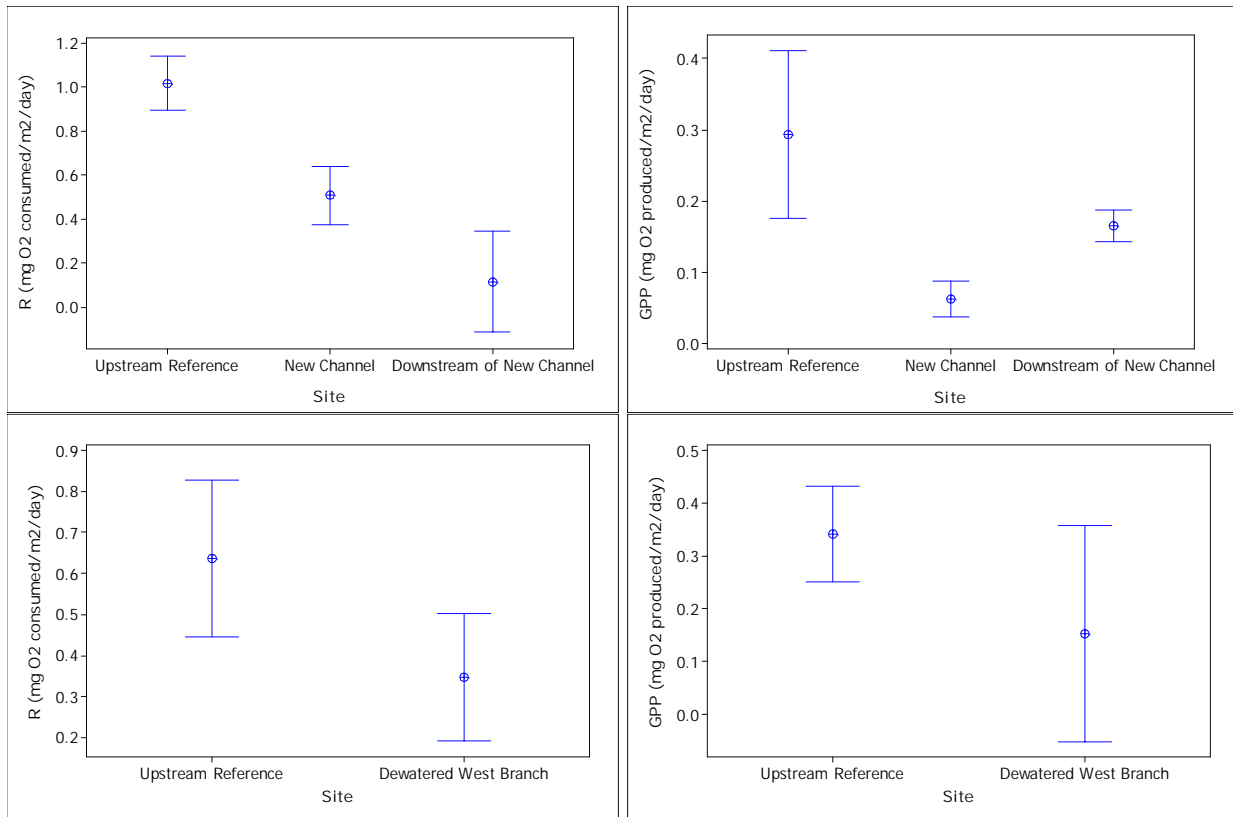 R (mg O2 consumed/m2/day)
1.2
1.0
0.8
0.6
0.4
0.2
0.0
Upstream Reference New Channel Downstream of New Channel
Site
GPP (mg O2 produced/m2/day)
0.4
0.3
0.2
0.1
0.0
Upstream Reference New Channel Downstream of New Channel
Site
R (mg O2 consumed/m2/day)
0.9
0.8
0.7
0.6
0.5
0.4
0.3
0.2
Upstream Reference Dewatered West Branch
Site
GPP (mg O2 produced/m2/day)
0.5
0.4
0.3
0.2
0.1
0.0
Upstream Reference Dewatered West Branch
Site